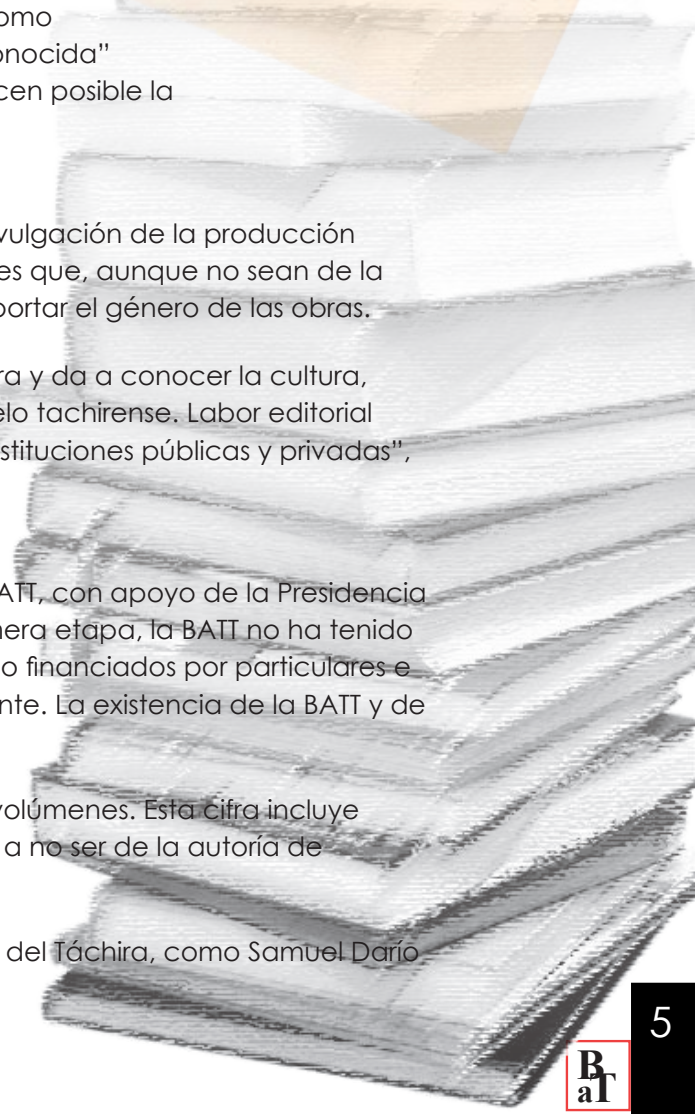 omo
onocida”
cen posible la
vulgación de la producción
es que, aunque no sean de la
portar el género de las obras.
ra y da a conocer la cultura,
elo tachirense. Labor editorial
stituciones públicas y privadas”,
ATT, con apoyo de la Presidencia
nera etapa, la BATT no ha tenido
o financiados por particulares e
nte. La existencia de la BATT y de
volúmenes. Esta cifra incluye
a no ser de la autoría de
del Táchira, como Samuel Darío
5
B
aT